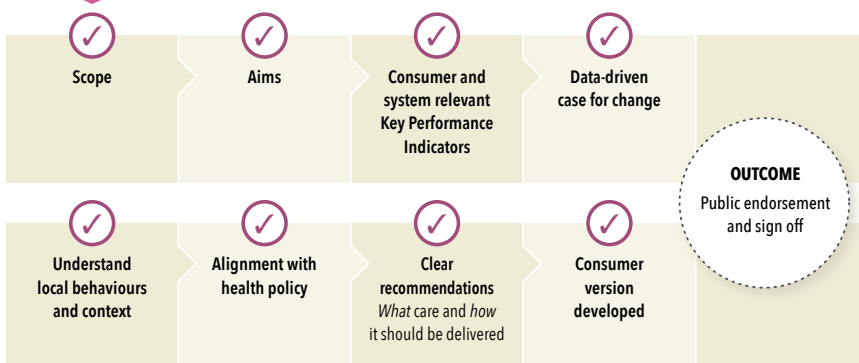 Scope
Aims
Consumer and
system relevant
Key Performance
Indicators
Data-driven
case for change
OUTCOME
Public endorsement
and sign off
Understand
local behaviours
and context
Alignment with
health policy
Clear
recommendations
What care and how
it should be delivered
Consumer
version
developed